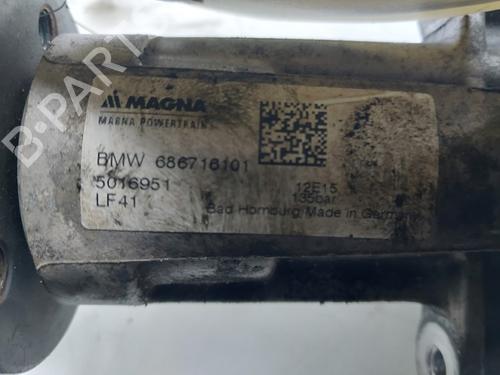 MAGNA
MAGNA POWERTRAIN
BMW 686716101
5016951
LF41
12E15
135bar
Bad Homburg Made in Germany
B-PARTS